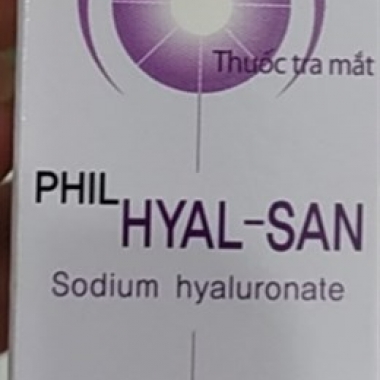 Thuốc tra mắt
PHIL
HYAL-SAN
Sodium hyaluronate